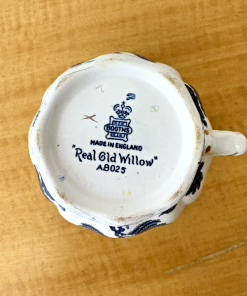 BOOTHS
MADE IN ENGLAND
"Real Old Willow"
A8025